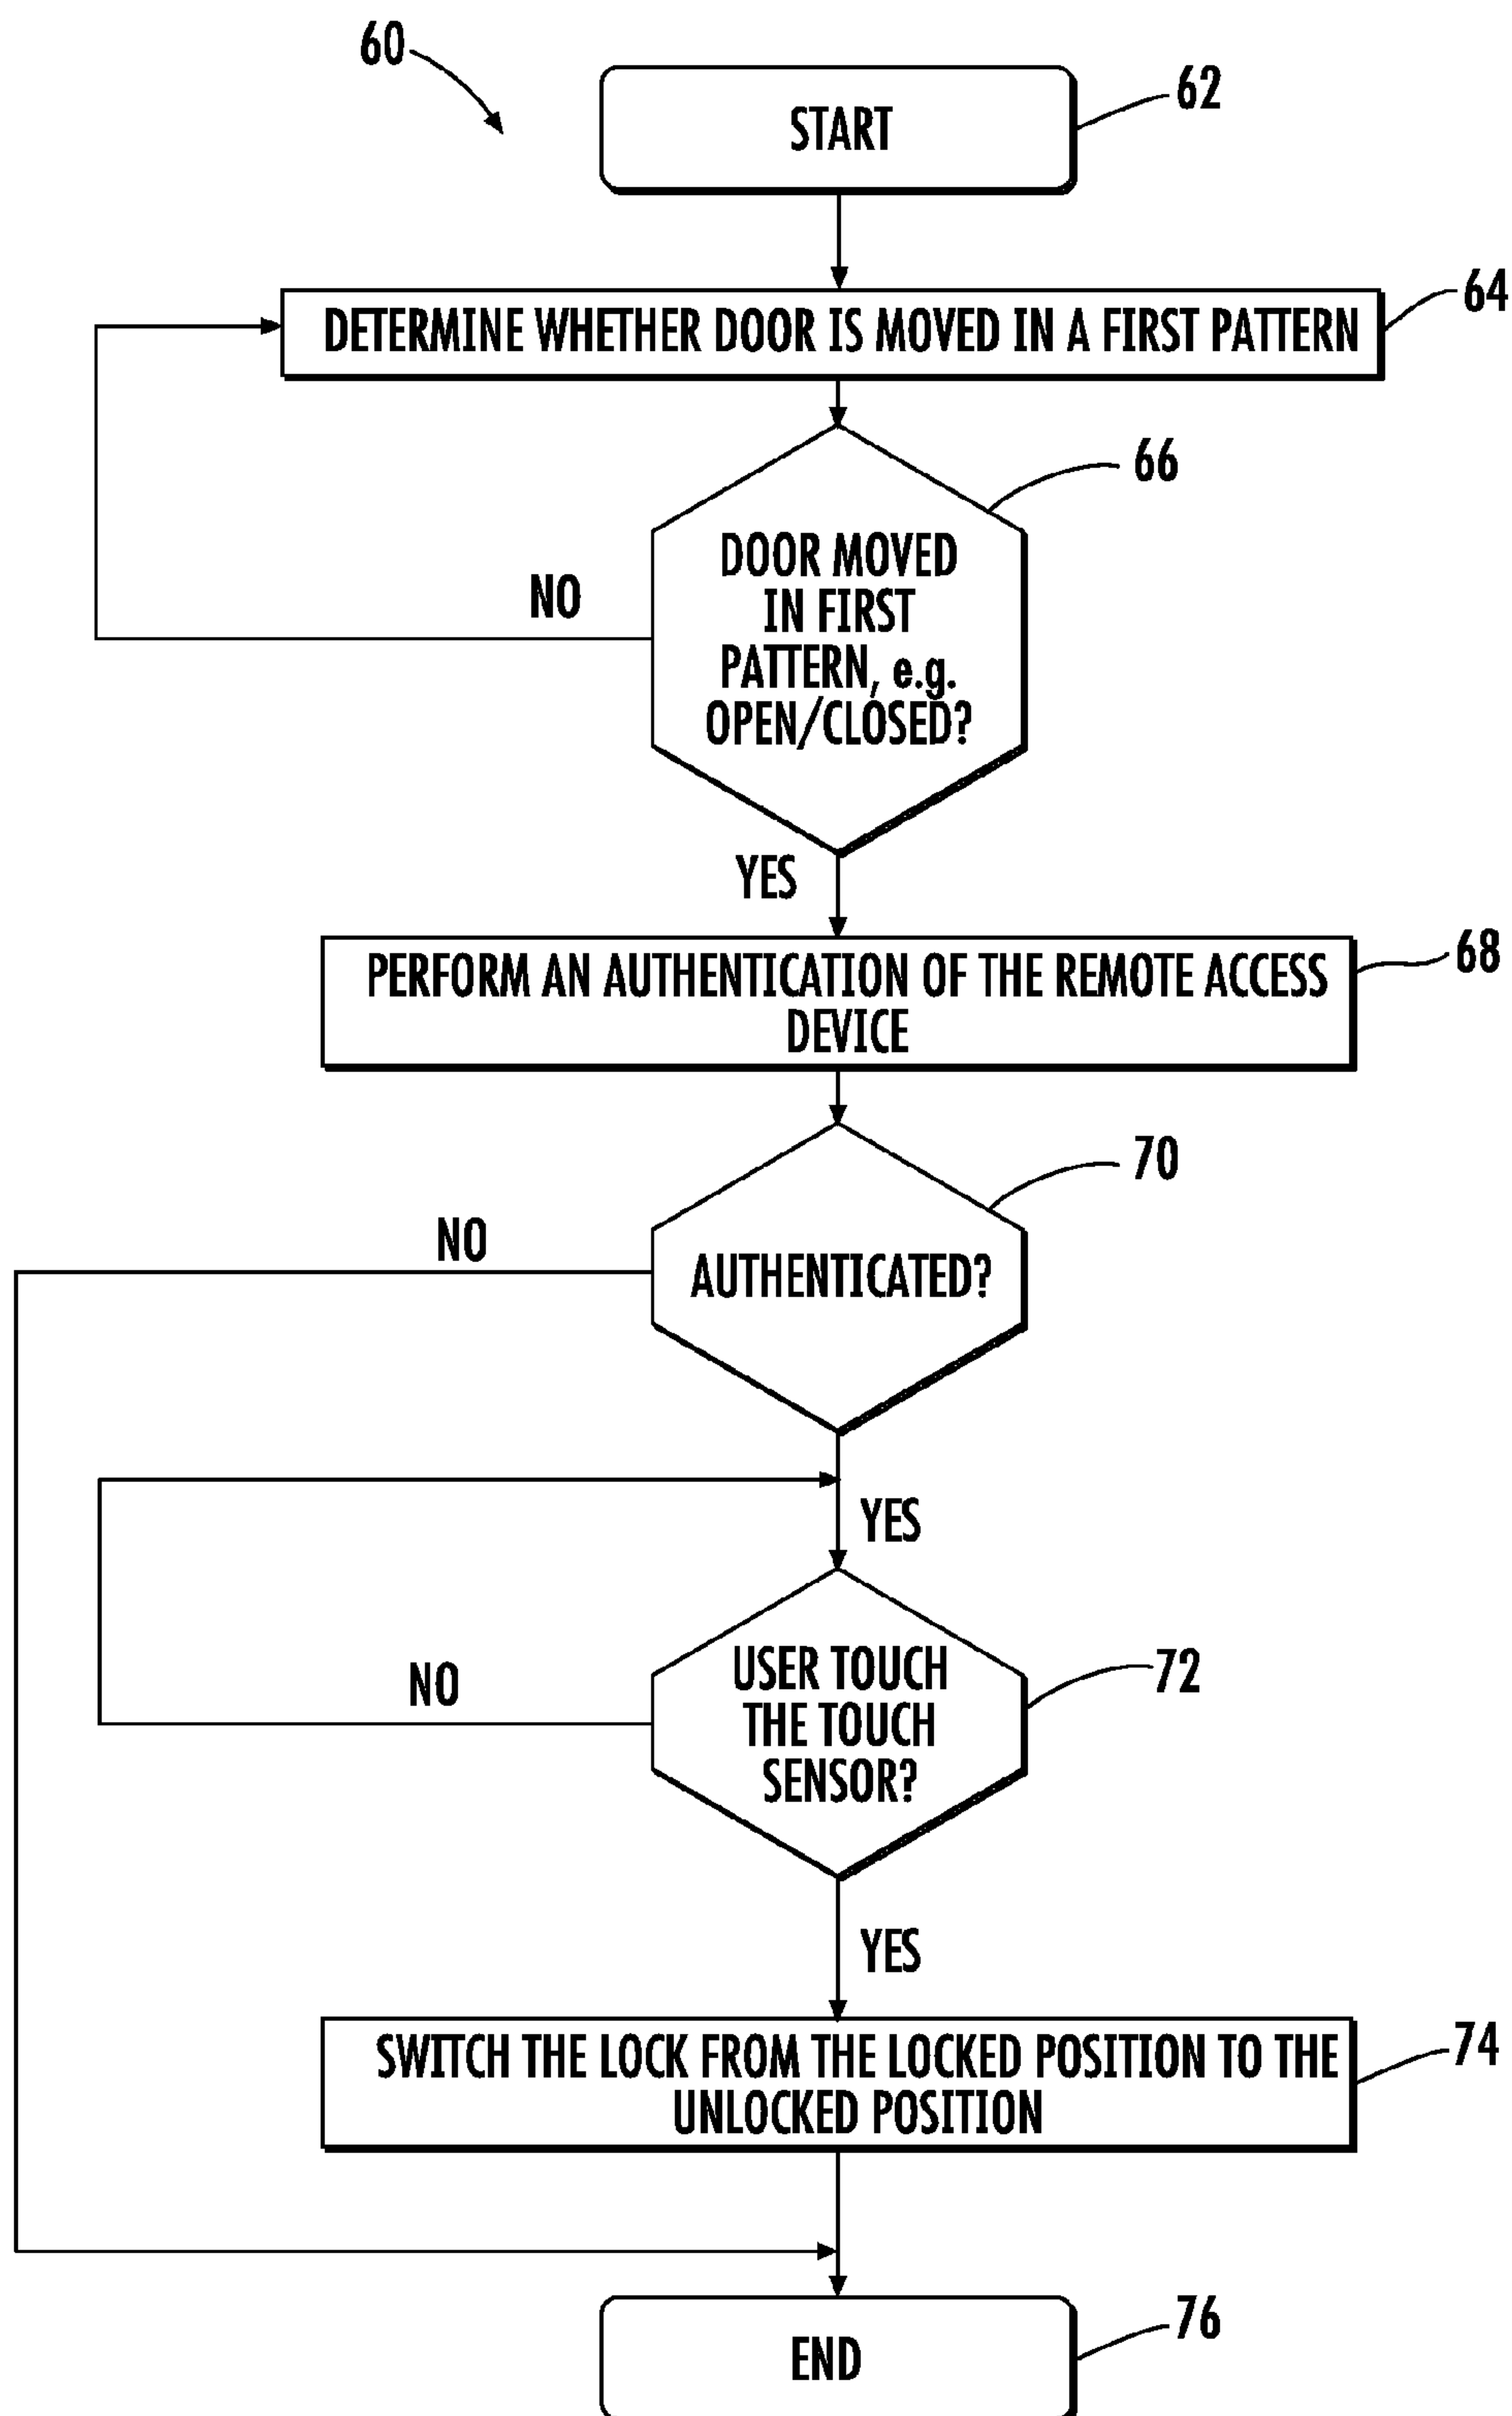 60
START
62
DETERMINE WHETHER DOOR IS MOVED IN A FIRST PATTERN
64
66
DOOR MOVED
IN FIRST
PATTERN, e.g.
OPEN/CLOSED?
NO
YES
PERFORM AN AUTHENTICATION OF THE REMOTE ACCESS
DEVICE
68
70
NO
AUTHENTICATED?
YES
USER TOUCH
THE TOUCH
SENSOR?
72
NO
YES
SWITCH THE LOCK FROM THE LOCKED POSITION TO THE
UNLOCKED POSITION
74
END
76